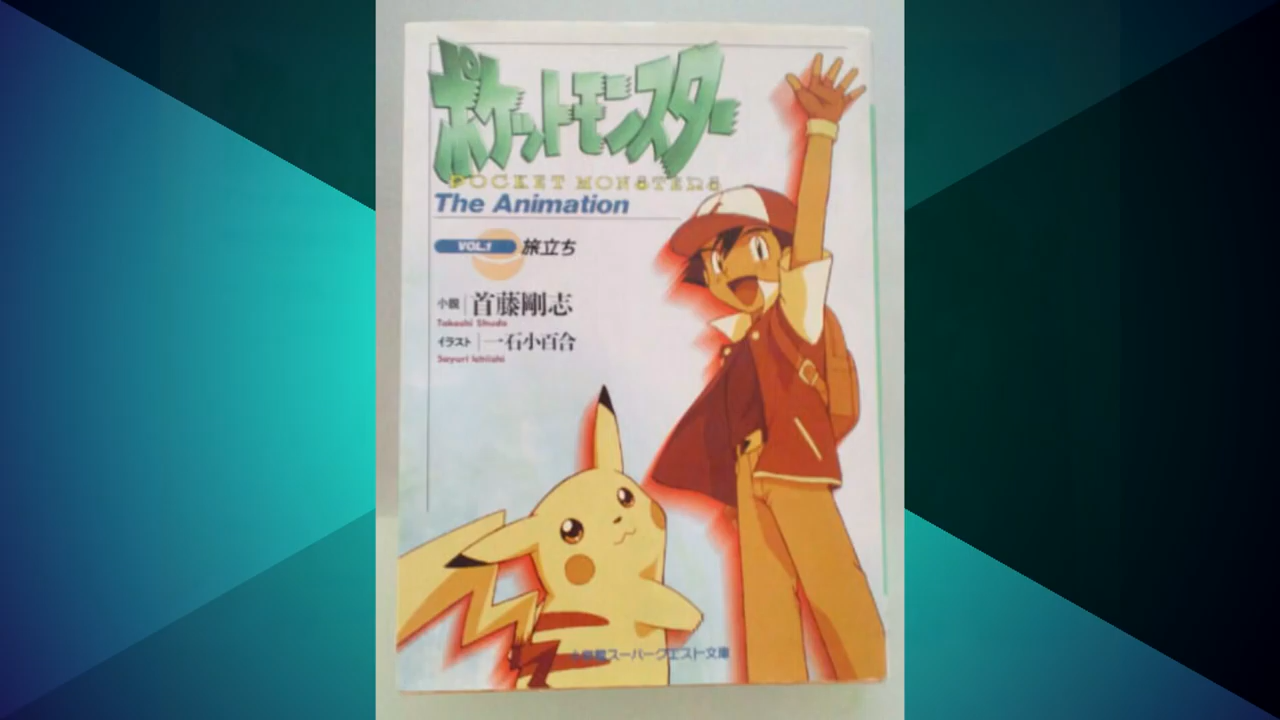 ポケットモンスター
POCKET MONSTERS
The Animation
VOL.1 旅立ち
小説 首藤剛志
Takeshi Shudo
イラスト 一石小百合
Sayuri Ichiishi
小学館スーパークエスト文庫